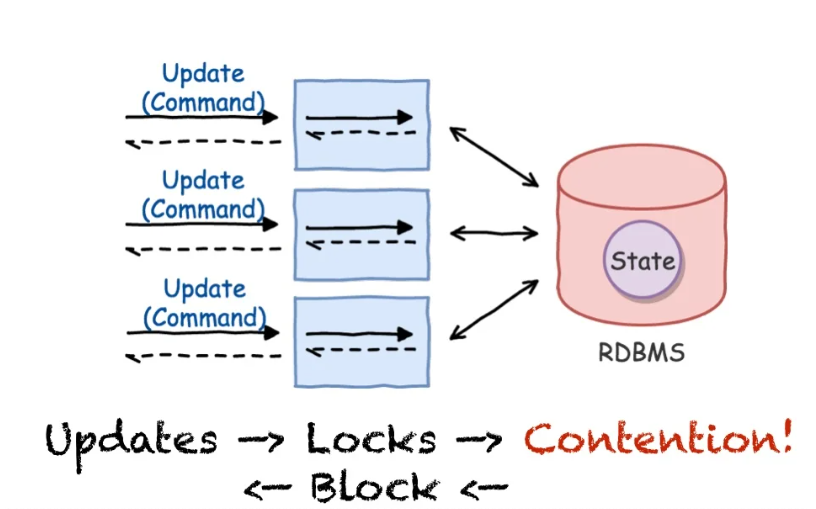 Update
(Command)
Update
(Command)
Update
(Command)
State
RDBMS
Updates → Locks → Contention!
← Block ←